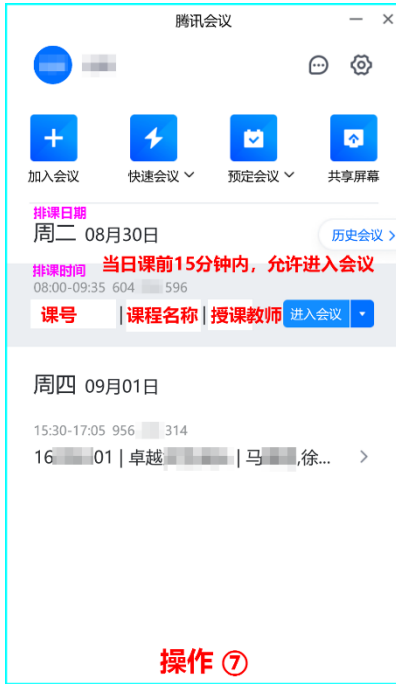 腾讯会议
加入会议 快速会议 预定会议 共享屏幕
排课日期
周二 08月30日 历史会议
当日课前15分钟内，允许进入会议
排课时间
08:00-09:35 604 596
课号 | 课程名称 | 授课教师 进入会议
周四 09月01日
15:30-17:05 956 314
16 01 | 卓越 | 马 ,徐...
操作 ⑦